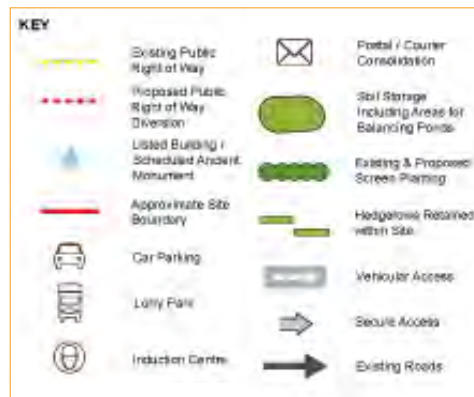 KEY
Existing Public
Right of Way
Proposed Public
Right of Way
Diversion
Listed Building /
Scheduled Ancient
Monument
Approximate Site
Boundary
Car Parking
Lorry Park
Induction Centre
Postal / Courier
Consolidation
Soil Storage
Including Areas for
Balancing Ponds
Existing & Proposed
Screen Planting
Hedgerows Retained
within Site
Vehicular Access
Secure Access
Existing Roads